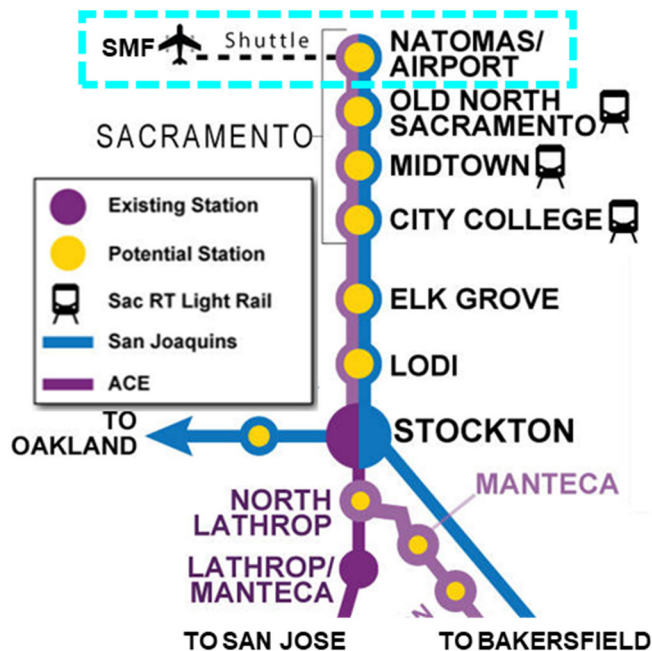 SMF
Shuttle
NATOMAS/
AIRPORT
OLD NORTH
SACRAMENTO
SACRAMENTO
MIDTOWN
CITY COLLEGE
Existing Station
Potential Station
Sac RT Light Rail
San Joaquins
ACE
ELK GROVE
LODI
TO
OAKLAND
STOCKTON
MANTECA
NORTH
LATHROP
LATHROP/
MANTECA
TO SAN JOSE
TO BAKERSFIELD